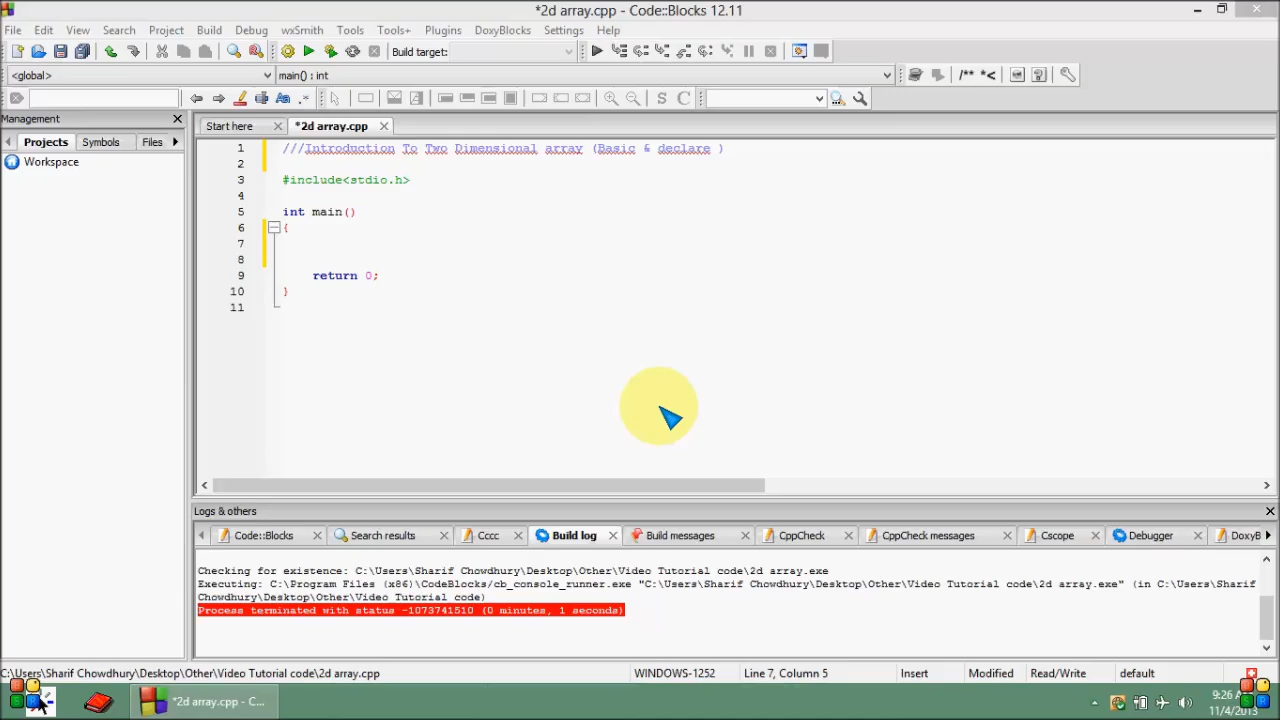 *2d array.cpp - Code::Blocks 12.11
File Edit View Search Project Build Debug wxSmith Tools Tools+ Plugins DoxyBlocks Settings Help
Build target:
<global> main() : int /** *<
S C
Management
Projects Symbols Files
Workspace
Start here *2d array.cpp
1 ///Introduction To Two Dimensional array (Basic & declare )
2
3 #include<stdio.h>
4
5 int main()
6 {
7
8
9 return 0;
10 }
11
Logs & others
Code::Blocks Search results Cccc Build log Build messages CppCheck CppCheck messages Cscope Debugger DoxyB
Checking for existence: C:\Users\Sharif Chowdhury\Desktop\Other\Video Tutorial code\2d array.exe
Executing: C:\Program Files (x86)\CodeBlocks/cb_console_runner.exe "C:\Users\Sharif Chowdhury\Desktop\Other\Video Tutorial code\2d array.exe" (in C:\Users\Sharif
Chowdhury\Desktop\Other\Video Tutorial code)
Process terminated with status -1073741510 (0 minutes, 1 seconds)
C:\Users\Sharif Chowdhury\Desktop\Other\Video Tutorial code\2d array.cpp WINDOWS-1252 Line 7, Column 5 Insert Modified Read/Write default
*2d array.cpp - C...
9:26
11/4/2013